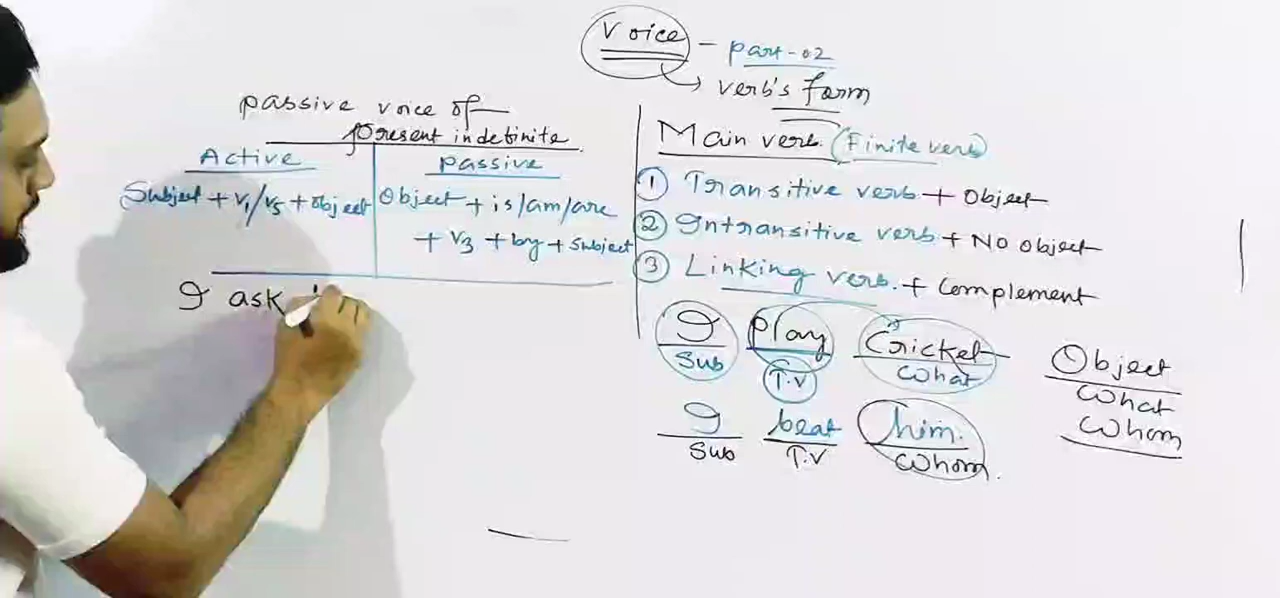 Voice - part-02
verb's form
passive voice of
present indefinite.
Active
Subject + V1/V5 + object
passive
Object + is/am/are
+ V3 + by + subject
I ask
Main verb. (Finite verb)
1 Transitive verb + Object
2 Intransitive verb + No object
3 Linking verb. + Complement
I play Cricket
Sub T.V What
I beat him.
Sub T.V Whom.
Object
What
Whom